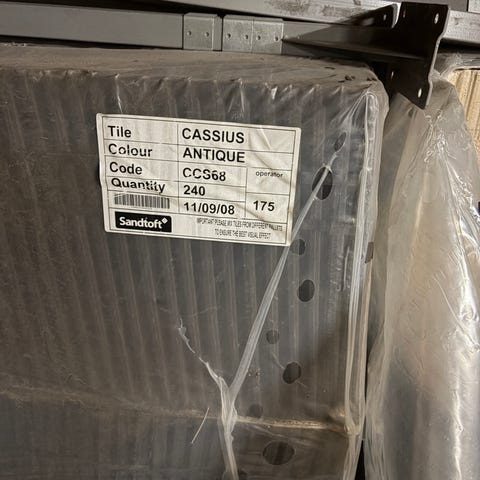 Tile CASSIUS
Colour ANTIQUE
Code CCS68 operator
Quantity 240
11/09/08 175
Sandtoft
IMPORTANT PLEASE MIX TILES FROM DIFFERENT PALLETS
TO ENSURE THE BEST VISUAL EFFECT